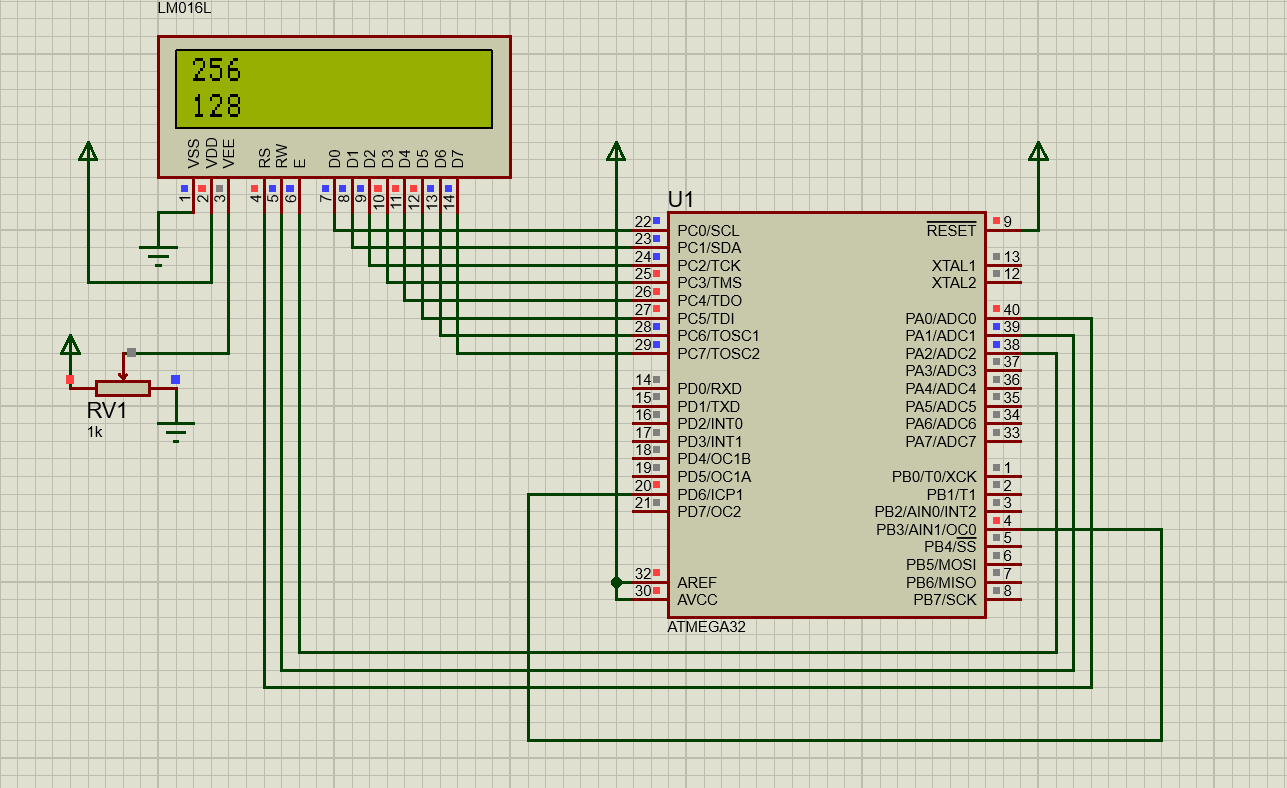 LM016L
256
128
VSS
VDD
VEE
RS
RW
E
D0
D1
D2
D3
D4
D5
D6
D7
1
2
3
4
5
6
7
8
9
10
11
12
13
14
RV1
1k
U1
22 PC0/SCL
23 PC1/SDA
24 PC2/TCK
25 PC3/TMS
26 PC4/TDO
27 PC5/TDI
28 PC6/TOSC1
29 PC7/TOSC2
14 PD0/RXD
15 PD1/TXD
16 PD2/INT0
17 PD3/INT1
18 PD4/OC1B
19 PD5/OC1A
20 PD6/ICP1
21 PD7/OC2
32 AREF
30 AVCC
RESET 9
XTAL1 13
XTAL2 12
PA0/ADC0 40
PA1/ADC1 39
PA2/ADC2 38
PA3/ADC3 37
PA4/ADC4 36
PA5/ADC5 35
PA6/ADC6 34
PA7/ADC7 33
PB0/T0/XCK 1
PB1/T1 2
PB2/AIN0/INT2 3
PB3/AIN1/OC0 4
PB4/SS 5
PB5/MOSI 6
PB6/MISO 7
PB7/SCK 8
ATMEGA32